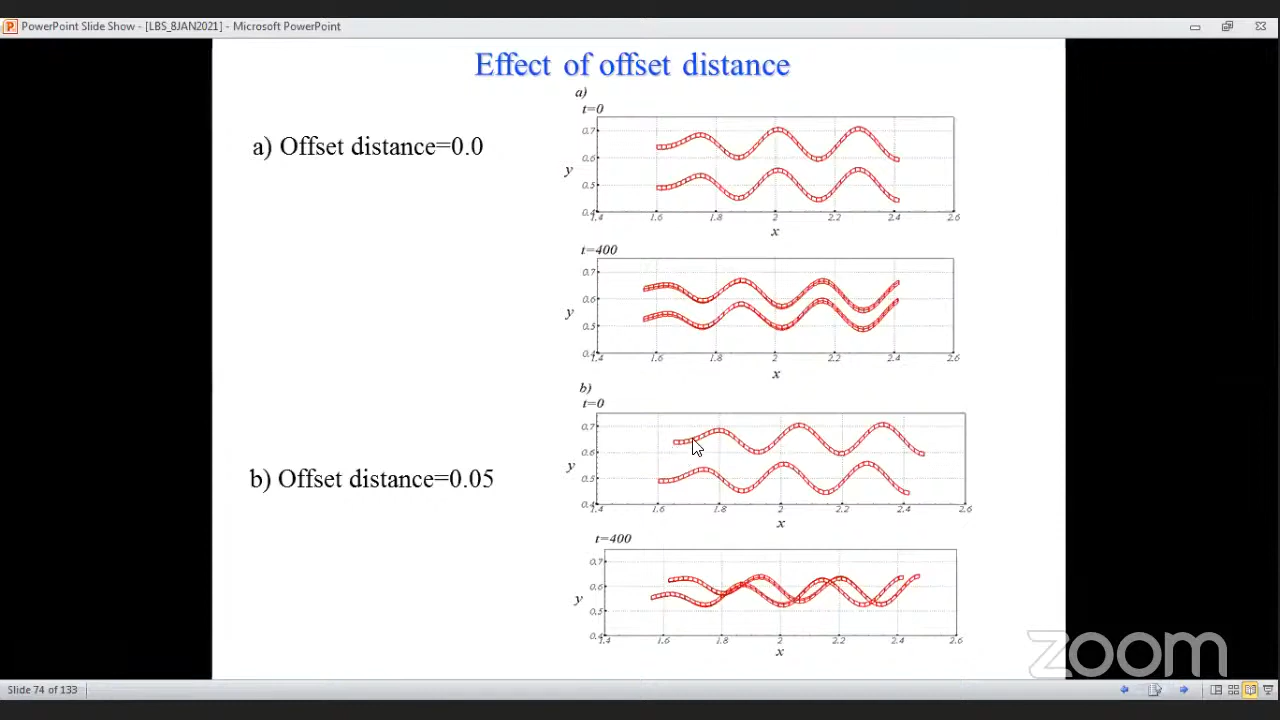 PowerPoint Slide Show - [LBS_8JAN2021] - Microsoft PowerPoint
Effect of offset distance
a) Offset distance=0.0
a)
t=0
0.7
0.6
y
0.5
0.4
1.4 1.6 1.8 2 2.2 2.4 2.6
x
t=400
0.7
0.6
y
0.5
0.4
1.4 1.6 1.8 2 2.2 2.4 2.6
x
b) Offset distance=0.05
b)
t=0
0.7
0.6
y
0.5
0.4
1.4 1.6 1.8 2 2.2 2.4 2.6
x
t=400
0.7
0.6
y
0.5
0.4
1.4 1.6 1.8 2 2.2 2.4 2.6
x
zoom
Slide 74 of 133